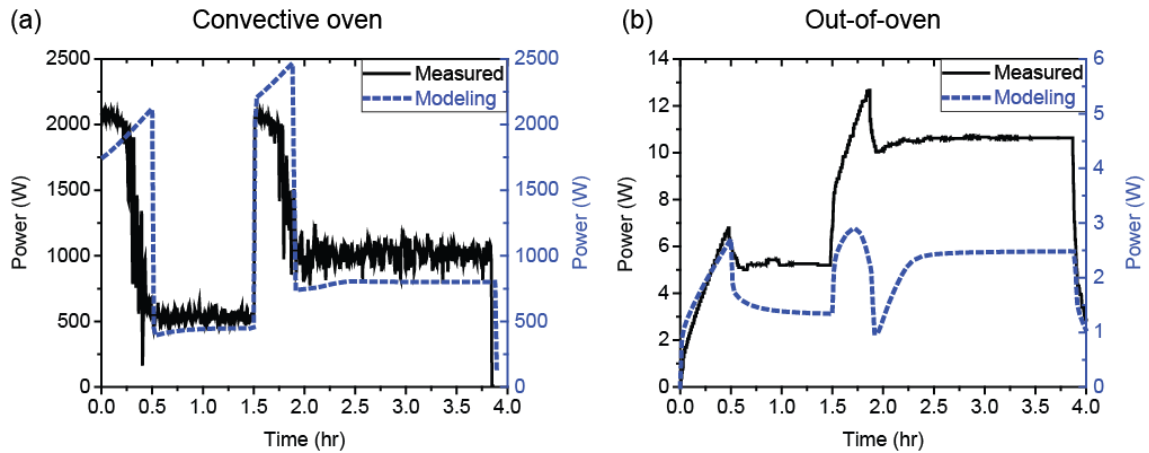 (a) Convective oven
2500
2000
1500
1000
500
0
Power (W)
Measured
Modeling
2500
2000
1500
1000
500
0
Power (W)
0.0 0.5 1.0 1.5 2.0 2.5 3.0 3.5 4.0
Time (hr)
(b) Out-of-oven
14
12
10
8
6
4
2
0
Power (W)
Measured
Modeling
6
5
4
3
2
1
0
Power (W)
0.0 0.5 1.0 1.5 2.0 2.5 3.0 3.5 4.0
Time (hr)